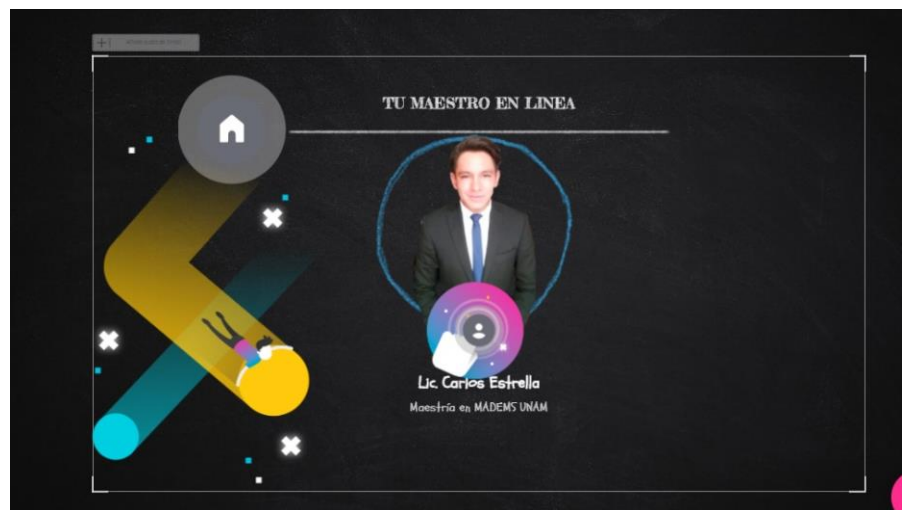 TU MAESTRO EN LINEA
Lic. Carlos Estrella
Maestría en MADEMS UNAM